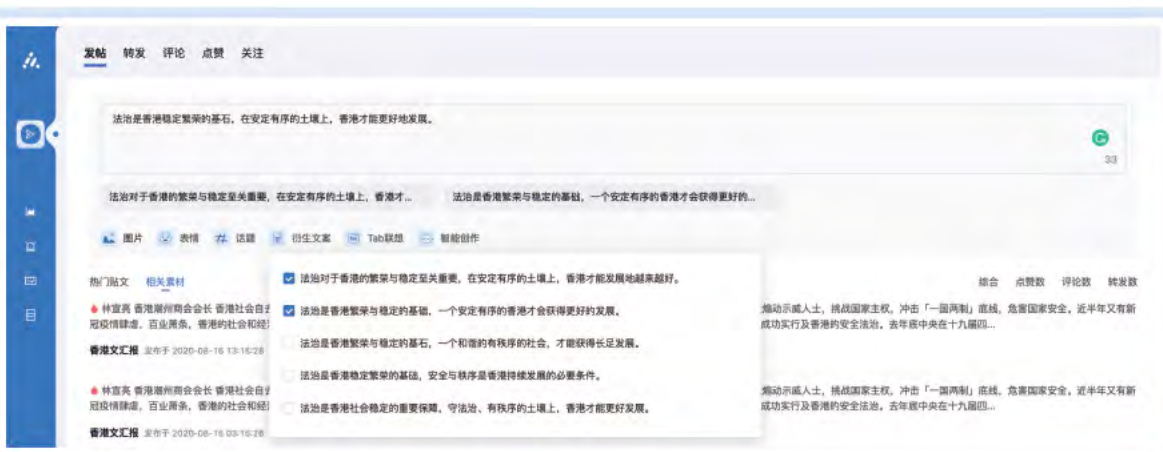 发帖 转发 评论 点赞 关注
法治是香港稳定繁荣的基石，在安定有序的土壤上，香港才能更好地发展。
33
法治对于香港的繁荣与稳定至关重要，在安定有序的土壤上，香港才... 法治是香港繁荣与稳定的基础，一个安定有序的香港才会获得更好的...
图片 表情 话题 衍生文案 Tab联想 智能创作
热门贴文 相关素材 综合 点赞数 评论数 转发数
法治对于香港的繁荣与稳定至关重要，在安定有序的土壤上，香港才能发展地越来越好。
法治是香港繁荣与稳定的基础，一个安定有序的香港才会获得更好的发展。
法治是香港繁荣与稳定的基石，一个和谐的有秩序的社会，才能获得长足发展。
法治是香港稳定繁荣的基础，安全与秩序是香港持续发展的必要条件。
法治是香港社会稳定的重要保障，守法治、有秩序的土壤上，香港才能更好发展。
林宣亮 香港潮州商会会长 香港社会自去 煽动示威人士，挑战国家主权，冲击「一国两制」底线，危害国家安全，近半年又有新
冠疫情肆虐，百业萧条，香港的社会和经济 成功实行及香港的安全法治。去年底中央在十九届四...
香港文汇报 发布于 2020-08-16 13:16:28
林宣亮 香港潮州商会会长 香港社会自去 煽动示威人士，挑战国家主权，冲击「一国两制」底线，危害国家安全，近半年又有新
冠疫情肆虐，百业萧条，香港的社会和经济 成功实行及香港的安全法治。去年底中央在十九届四...
香港文汇报 发布于 2020-08-16 03:16:28